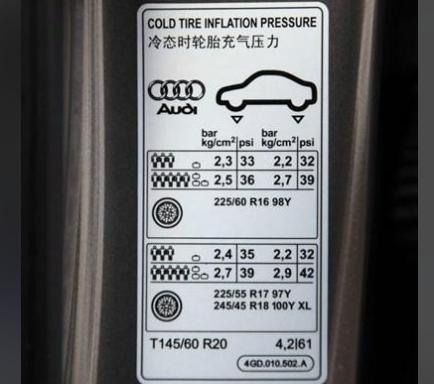 COLD TIRE INFLATION PRESSURE
冷态时轮胎充气压力
Audi
bar bar
kg/cm² psi kg/cm² psi
2,3 33 2,2 32
2,5 36 2,7 39
225/60 R16 98Y
2,4 35 2,2 32
2,7 39 2,9 42
225/55 R17 97Y
245/45 R18 100Y XL
T145/60 R20 4,2|61
4GD.010.502.A